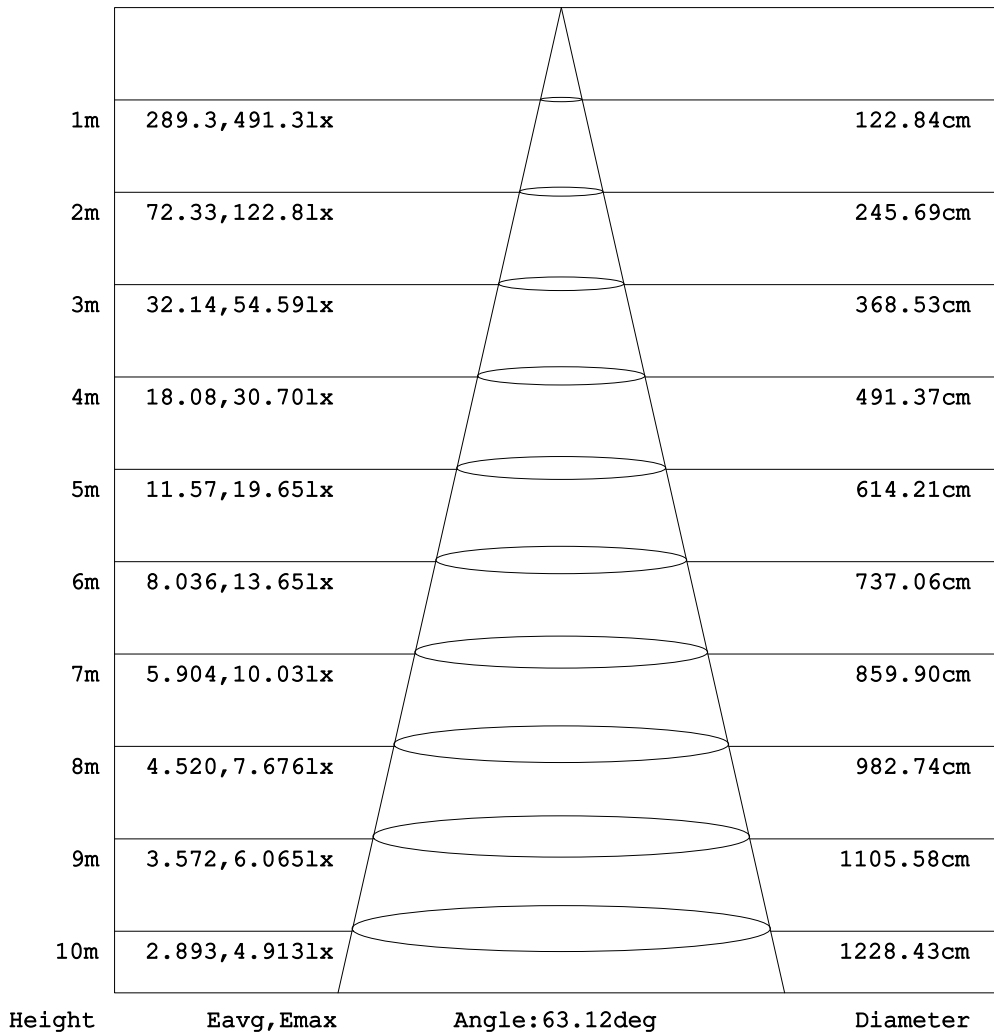 1m 289.3,491.3lx 122.84cm
2m 72.33,122.8lx 245.69cm
3m 32.14,54.59lx 368.53cm
4m 18.08,30.70lx 491.37cm
5m 11.57,19.65lx 614.21cm
6m 8.036,13.65lx 737.06cm
7m 5.904,10.03lx 859.90cm
8m 4.520,7.676lx 982.74cm
9m 3.572,6.065lx 1105.58cm
10m 2.893,4.913lx 1228.43cm
Height Eavg,Emax Angle:63.12deg Diameter